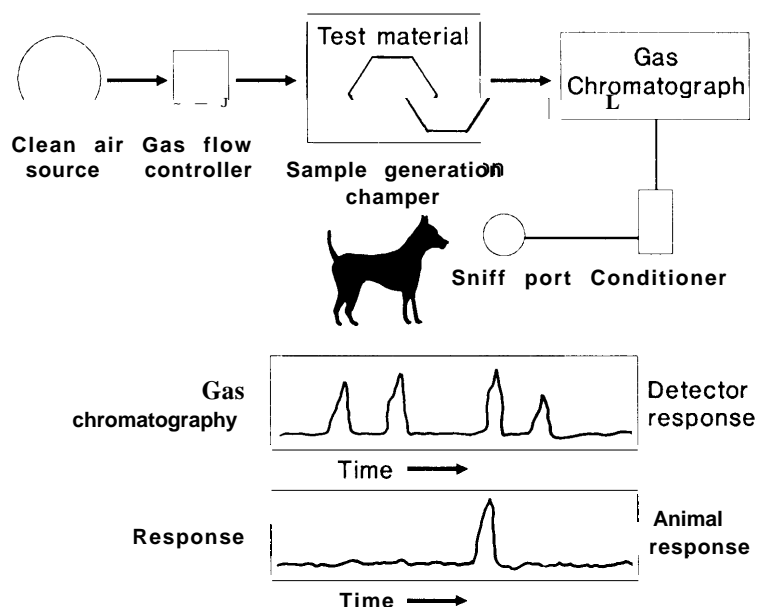 Test material
Gas
Chromatograph
L
Clean air
source
Gas flow
controller
Sample generation
champer
Sniff port
Conditioner
Gas
chromatography
Detector
response
Time
Response
Animal
response
Time